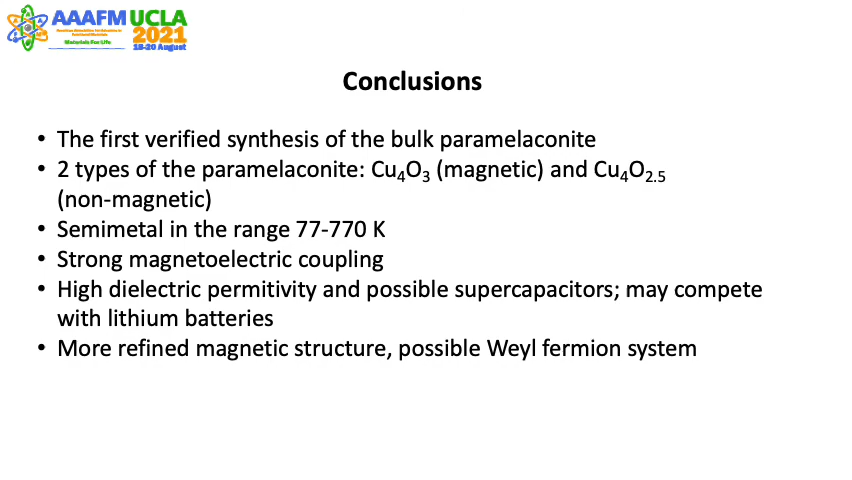 AAAFM UCLA
2021
Materials For Life
18-20 August
Conclusions
• The first verified synthesis of the bulk paramelaconite
• 2 types of the paramelaconite: Cu₄O₃ (magnetic) and Cu₄O₂.₅
(non-magnetic)
• Semimetal in the range 77-770 K
• Strong magnetoelectric coupling
• High dielectric permitivity and possible supercapacitors; may compete
with lithium batteries
• More refined magnetic structure, possible Weyl fermion system